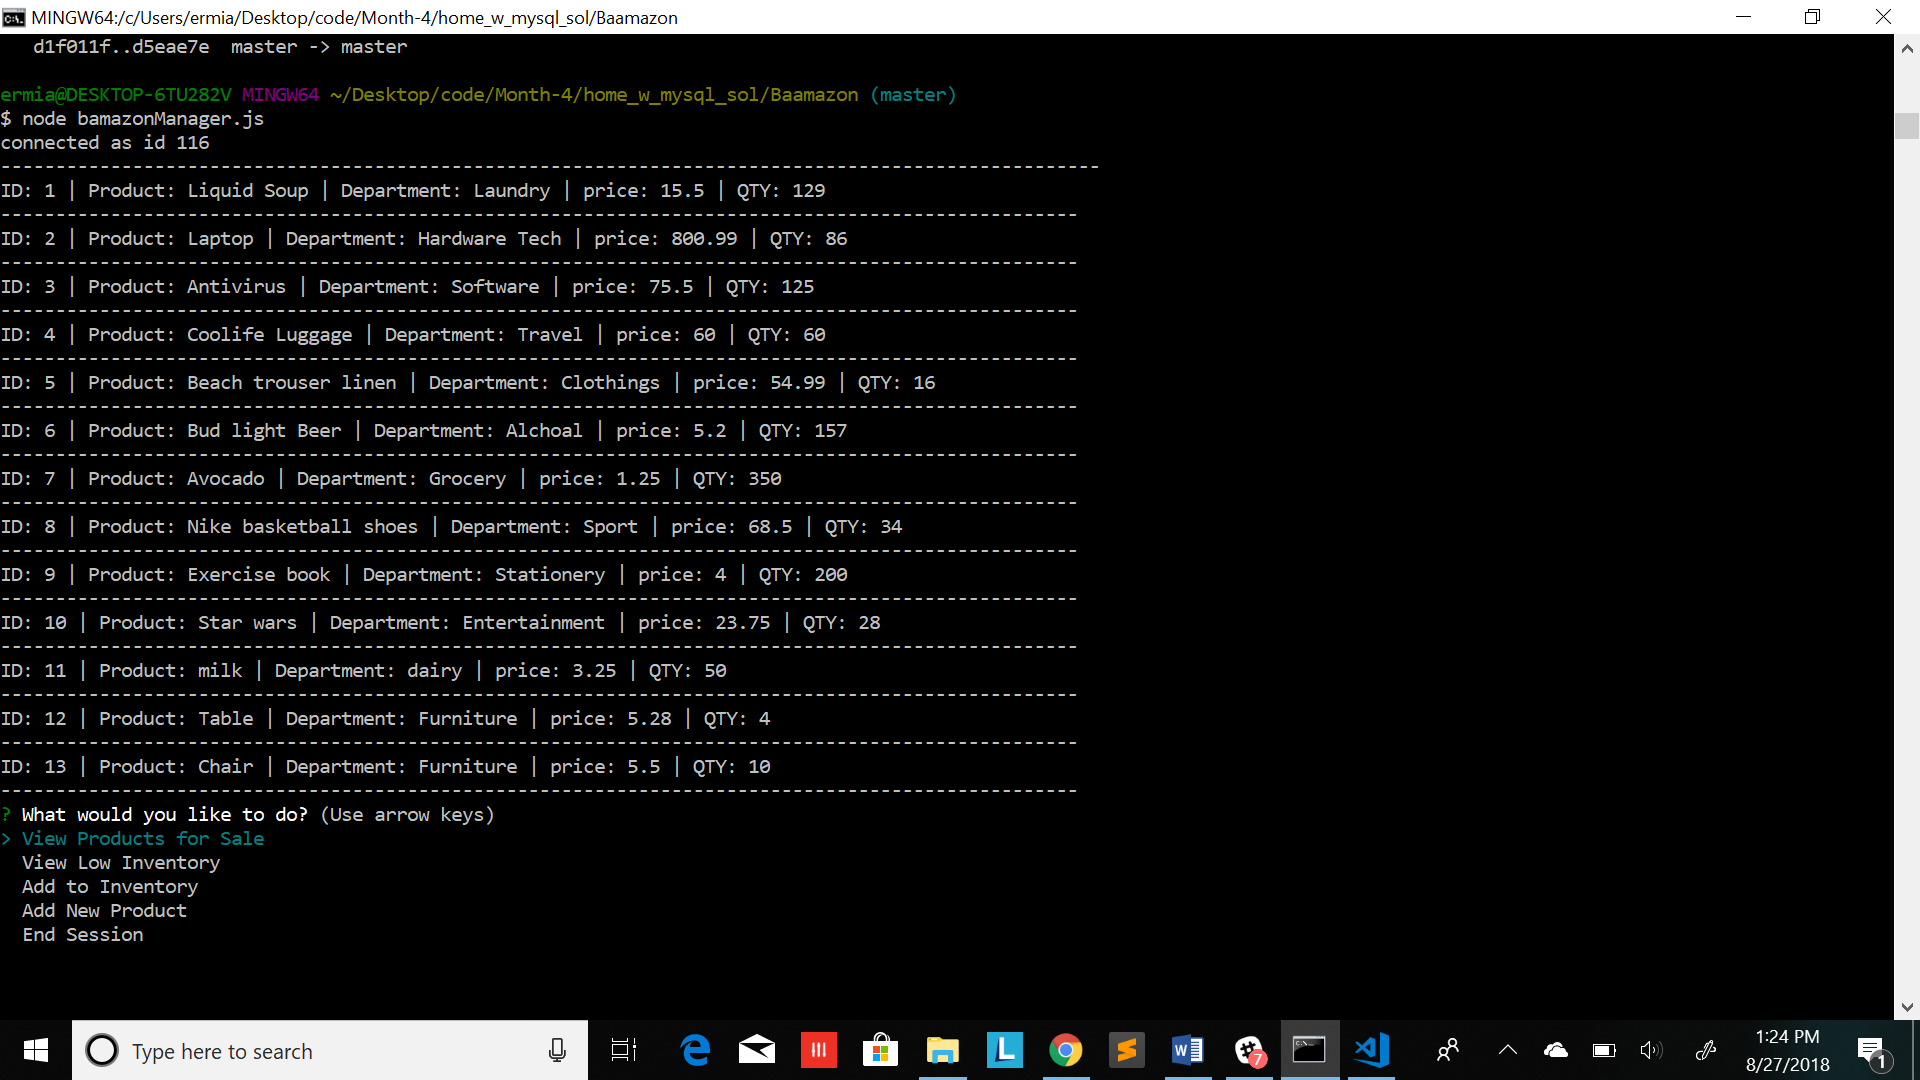 MINGW64:/c/Users/ermia/Desktop/code/Month-4/home_w_mysql_sol/Baamazon
d1f011f..d5eae7e  master -> master
ermia@DESKTOP-6TU282V MINGW64 ~/Desktop/code/Month-4/home_w_mysql_sol/Baamazon (master)
$ node bamazonManager.js
connected as id 116
----------------------------------------------------------------------------------------------------
ID: 1 | Product: Liquid Soup | Department: Laundry | price: 15.5 | QTY: 129
--------------------------------------------------------------------------------------------------
ID: 2 | Product: Laptop | Department: Hardware Tech | price: 800.99 | QTY: 86
--------------------------------------------------------------------------------------------------
ID: 3 | Product: Antivirus | Department: Software | price: 75.5 | QTY: 125
--------------------------------------------------------------------------------------------------
ID: 4 | Product: Coolife Luggage | Department: Travel | price: 60 | QTY: 60
--------------------------------------------------------------------------------------------------
ID: 5 | Product: Beach trouser linen | Department: Clothings | price: 54.99 | QTY: 16
--------------------------------------------------------------------------------------------------
ID: 6 | Product: Bud light Beer | Department: Alchoal | price: 5.2 | QTY: 157
--------------------------------------------------------------------------------------------------
ID: 7 | Product: Avocado | Department: Grocery | price: 1.25 | QTY: 350
--------------------------------------------------------------------------------------------------
ID: 8 | Product: Nike basketball shoes | Department: Sport | price: 68.5 | QTY: 34
--------------------------------------------------------------------------------------------------
ID: 9 | Product: Exercise book | Department: Stationery | price: 4 | QTY: 200
--------------------------------------------------------------------------------------------------
ID: 10 | Product: Star wars | Department: Entertainment | price: 23.75 | QTY: 28
--------------------------------------------------------------------------------------------------
ID: 11 | Product: milk | Department: dairy | price: 3.25 | QTY: 50
--------------------------------------------------------------------------------------------------
ID: 12 | Product: Table | Department: Furniture | price: 5.28 | QTY: 4
--------------------------------------------------------------------------------------------------
ID: 13 | Product: Chair | Department: Furniture | price: 5.5 | QTY: 10
--------------------------------------------------------------------------------------------------
? What would you like to do? (Use arrow keys)
> View Products for Sale
View Low Inventory
Add to Inventory
Add New Product
End Session
Type here to search
7
1:24 PM
8/27/2018
1